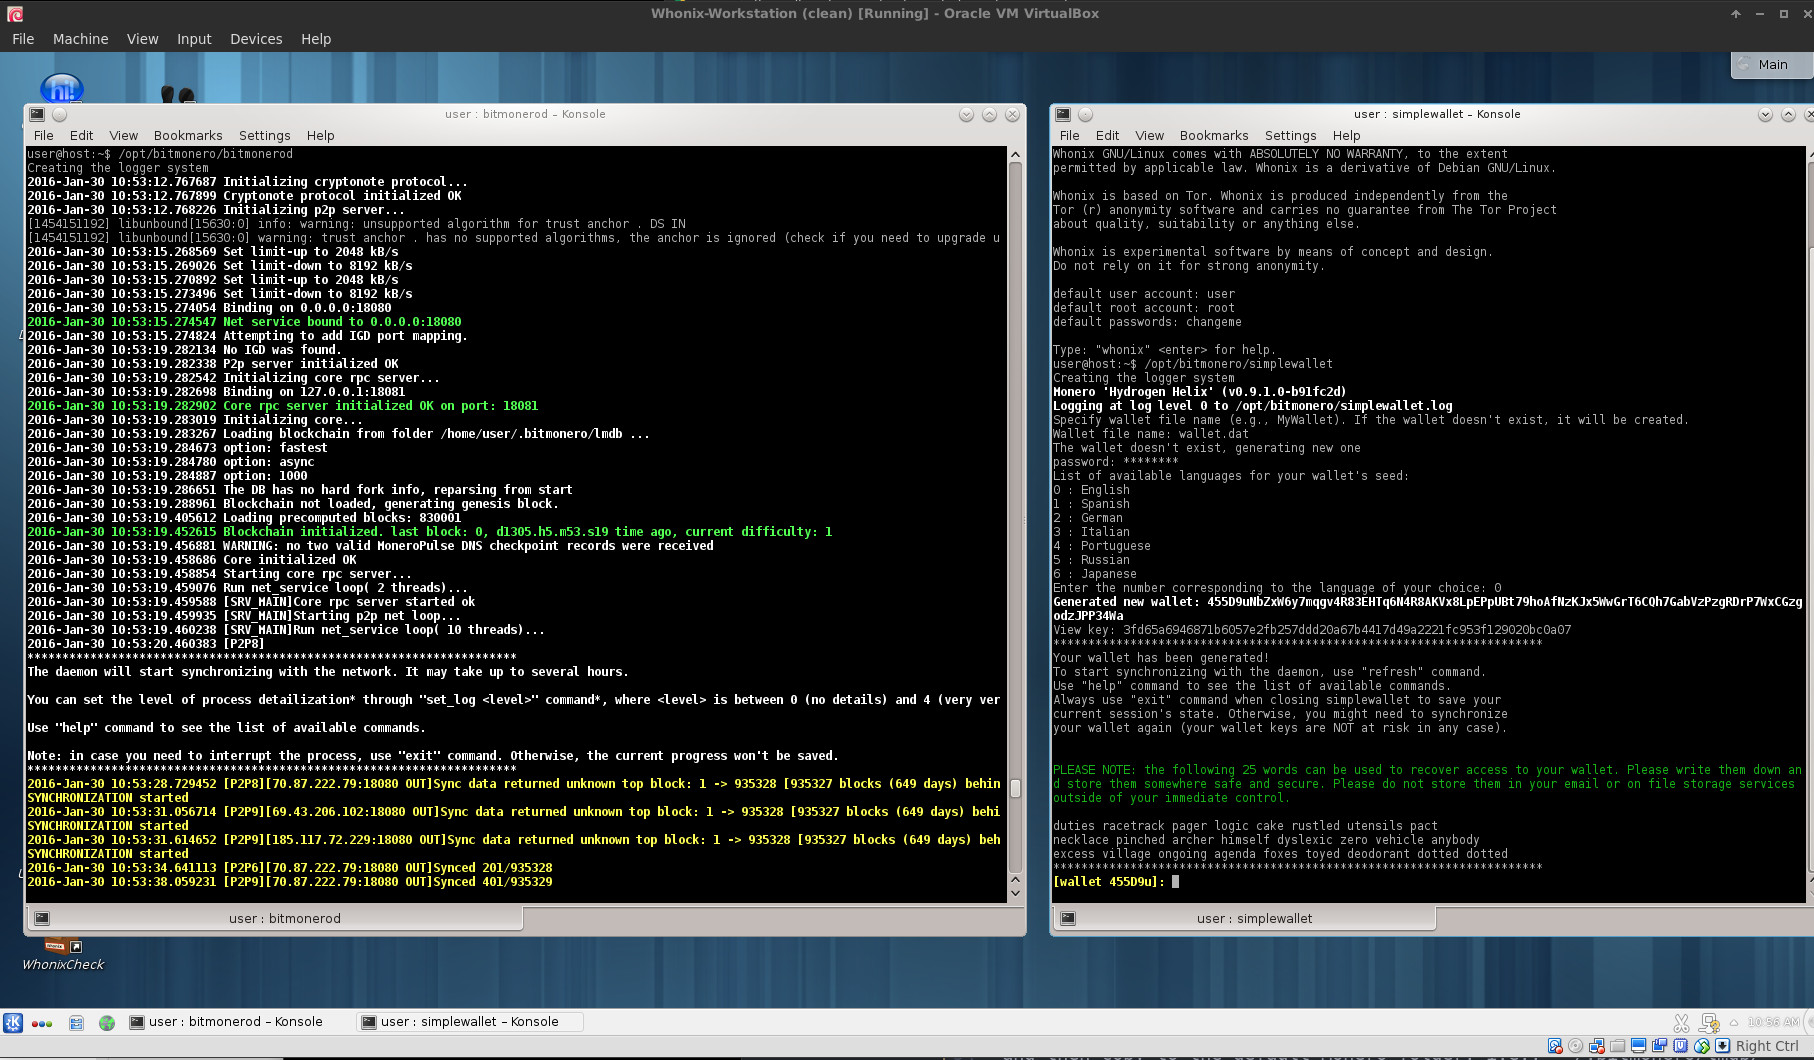 Whonix-Workstation (clean) [Running] - Oracle VM VirtualBox
File Machine View Input Devices Help
Main
hi!
user : bitmonerod – Konsole
File Edit View Bookmarks Settings Help
user@host:~$ /opt/bitmonero/bitmonerod
Creating the logger system
2016-Jan-30 10:53:12.767687 Initializing cryptonote protocol...
2016-Jan-30 10:53:12.767899 Cryptonote protocol initialized OK
2016-Jan-30 10:53:12.768226 Initializing p2p server...
[1454151192] libunbound[15630:0] info: warning: unsupported algorithm for trust anchor . DS IN
[1454151192] libunbound[15630:0] warning: trust anchor . has no supported algorithms, the anchor is ignored (check if you need to upgrade u
2016-Jan-30 10:53:15.268569 Set limit-up to 2048 kB/s
2016-Jan-30 10:53:15.269026 Set limit-down to 8192 kB/s
2016-Jan-30 10:53:15.270892 Set limit-up to 2048 kB/s
2016-Jan-30 10:53:15.273496 Set limit-down to 8192 kB/s
2016-Jan-30 10:53:15.274054 Binding on 0.0.0.0:18080
2016-Jan-30 10:53:15.274547 Net service bound to 0.0.0.0:18080
2016-Jan-30 10:53:15.274824 Attempting to add IGD port mapping.
2016-Jan-30 10:53:19.282134 No IGD was found.
2016-Jan-30 10:53:19.282338 P2p server initialized OK
2016-Jan-30 10:53:19.282542 Initializing core rpc server...
2016-Jan-30 10:53:19.282698 Binding on 127.0.0.1:18081
2016-Jan-30 10:53:19.282902 Core rpc server initialized OK on port: 18081
2016-Jan-30 10:53:19.283019 Initializing core...
2016-Jan-30 10:53:19.283267 Loading blockchain from folder /home/user/.bitmonero/lmdb ...
2016-Jan-30 10:53:19.284673 option: fastest
2016-Jan-30 10:53:19.284780 option: async
2016-Jan-30 10:53:19.284887 option: 1000
2016-Jan-30 10:53:19.286651 The DB has no hard fork info, reparsing from start
2016-Jan-30 10:53:19.288961 Blockchain not loaded, generating genesis block.
2016-Jan-30 10:53:19.405612 Loading precomputed blocks: 830001
2016-Jan-30 10:53:19.452615 Blockchain initialized. last block: 0, d1305.h5.m53.s19 time ago, current difficulty: 1
2016-Jan-30 10:53:19.456881 WARNING: no two valid MoneroPulse DNS checkpoint records were received
2016-Jan-30 10:53:19.458686 Core initialized OK
2016-Jan-30 10:53:19.458854 Starting core rpc server...
2016-Jan-30 10:53:19.459076 Run net_service loop( 2 threads)...
2016-Jan-30 10:53:19.459588 [SRV_MAIN]Core rpc server started ok
2016-Jan-30 10:53:19.459935 [SRV_MAIN]Starting p2p net loop...
2016-Jan-30 10:53:19.460238 [SRV_MAIN]Run net_service loop( 10 threads)...
2016-Jan-30 10:53:20.460383 [P2P8]
**********************************************************************
The daemon will start synchronizing with the network. It may take up to several hours.
You can set the level of process detailization* through "set_log <level>" command*, where <level> is between 0 (no details) and 4 (very ver
Use "help" command to see the list of available commands.
Note: in case you need to interrupt the process, use "exit" command. Otherwise, the current progress won't be saved.
**********************************************************************
2016-Jan-30 10:53:28.729452 [P2P8][70.87.222.79:18080 OUT]Sync data returned unknown top block: 1 -> 935328 [935327 blocks (649 days) behin
SYNCHRONIZATION started
2016-Jan-30 10:53:31.056714 [P2P9][69.43.206.102:18080 OUT]Sync data returned unknown top block: 1 -> 935328 [935327 blocks (649 days) behi
SYNCHRONIZATION started
2016-Jan-30 10:53:31.614652 [P2P9][185.117.72.229:18080 OUT]Sync data returned unknown top block: 1 -> 935328 [935327 blocks (649 days) beh
SYNCHRONIZATION started
2016-Jan-30 10:53:34.641113 [P2P6][70.87.222.79:18080 OUT]Synced 201/935328
2016-Jan-30 10:53:38.059231 [P2P9][70.87.222.79:18080 OUT]Synced 401/935329
user : bitmonerod
user : simplewallet – Konsole
File Edit View Bookmarks Settings Help
Whonix GNU/Linux comes with ABSOLUTELY NO WARRANTY, to the extent
permitted by applicable law. Whonix is a derivative of Debian GNU/Linux.
Whonix is based on Tor. Whonix is produced independently from the
Tor (r) anonymity software and carries no guarantee from The Tor Project
about quality, suitability or anything else.
Whonix is experimental software by means of concept and design.
Do not rely on it for strong anonymity.
default user account: user
default root account: root
default passwords: changeme
Type: "whonix" <enter> for help.
user@host:~$ /opt/bitmonero/simplewallet
Creating the logger system
Monero 'Hydrogen Helix' (v0.9.1.0-b91fc2d)
Logging at log level 0 to /opt/bitmonero/simplewallet.log
Specify wallet file name (e.g., MyWallet). If the wallet doesn't exist, it will be created.
Wallet file name: wallet.dat
The wallet doesn't exist, generating new one
password: ********
List of available languages for your wallet's seed:
0 : English
1 : Spanish
2 : German
3 : Italian
4 : Portuguese
5 : Russian
6 : Japanese
Enter the number corresponding to the language of your choice: 0
Generated new wallet: 455D9uNbZxW6y7mqgv4R83EHTq6N4R8AKVx8LpEPpUBt79hoAfNzKJx5WwGrT6CQh7GabVzPzgRDrP7WxCGzg
odzJPP34Wa
View key: 3fd65a6946871b6057e2fb257ddd20a67b4417d49a2221fc953f129020bc0a07
**********************************************************************
Your wallet has been generated!
To start synchronizing with the daemon, use "refresh" command.
Use "help" command to see the list of available commands.
Always use "exit" command when closing simplewallet to save your
current session's state. Otherwise, you might need to synchronize
your wallet again (your wallet keys are NOT at risk in any case).
PLEASE NOTE: the following 25 words can be used to recover access to your wallet. Please write them down an
d store them somewhere safe and secure. Please do not store them in your email or on file storage services
outside of your immediate control.
duties racetrack pager logic cake rustled utensils pact
necklace pinched archer himself dyslexic zero vehicle anybody
excess village ongoing agenda foxes toyed deodorant dotted dotted
**********************************************************************
[wallet 455D9u]:
user : simplewallet
WhonixCheck
user : bitmonerod – Konsole
user : simplewallet – Konsole
10:56 AM
Right Ctrl